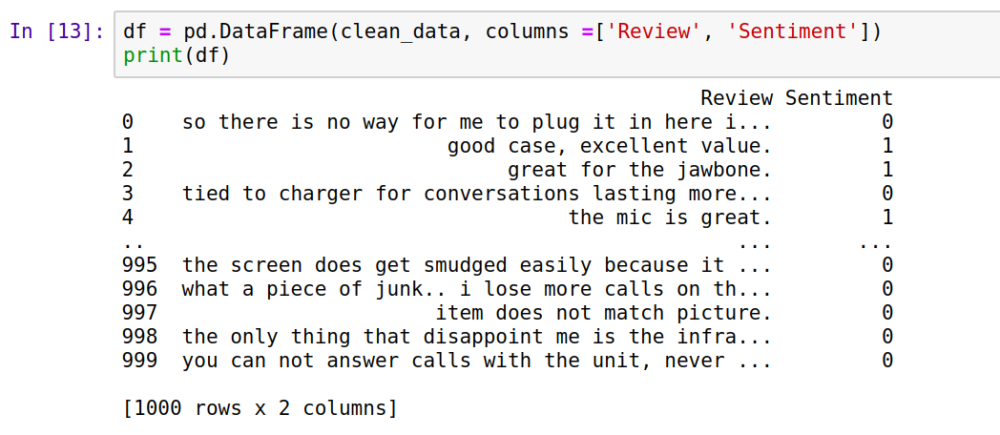 In [13]: df = pd.DataFrame(clean_data, columns =['Review', 'Sentiment'])
print(df)
Review Sentiment
0 so there is no way for me to plug it in here i... 0
1 good case, excellent value. 1
2 great for the jawbone. 1
3 tied to charger for conversations lasting more... 0
4 the mic is great. 1
.. ... ...
995 the screen does get smudged easily because it ... 0
996 what a piece of junk.. i lose more calls on th... 0
997 item does not match picture. 0
998 the only thing that disappoint me is the infra... 0
999 you can not answer calls with the unit, never ... 0
[1000 rows x 2 columns]